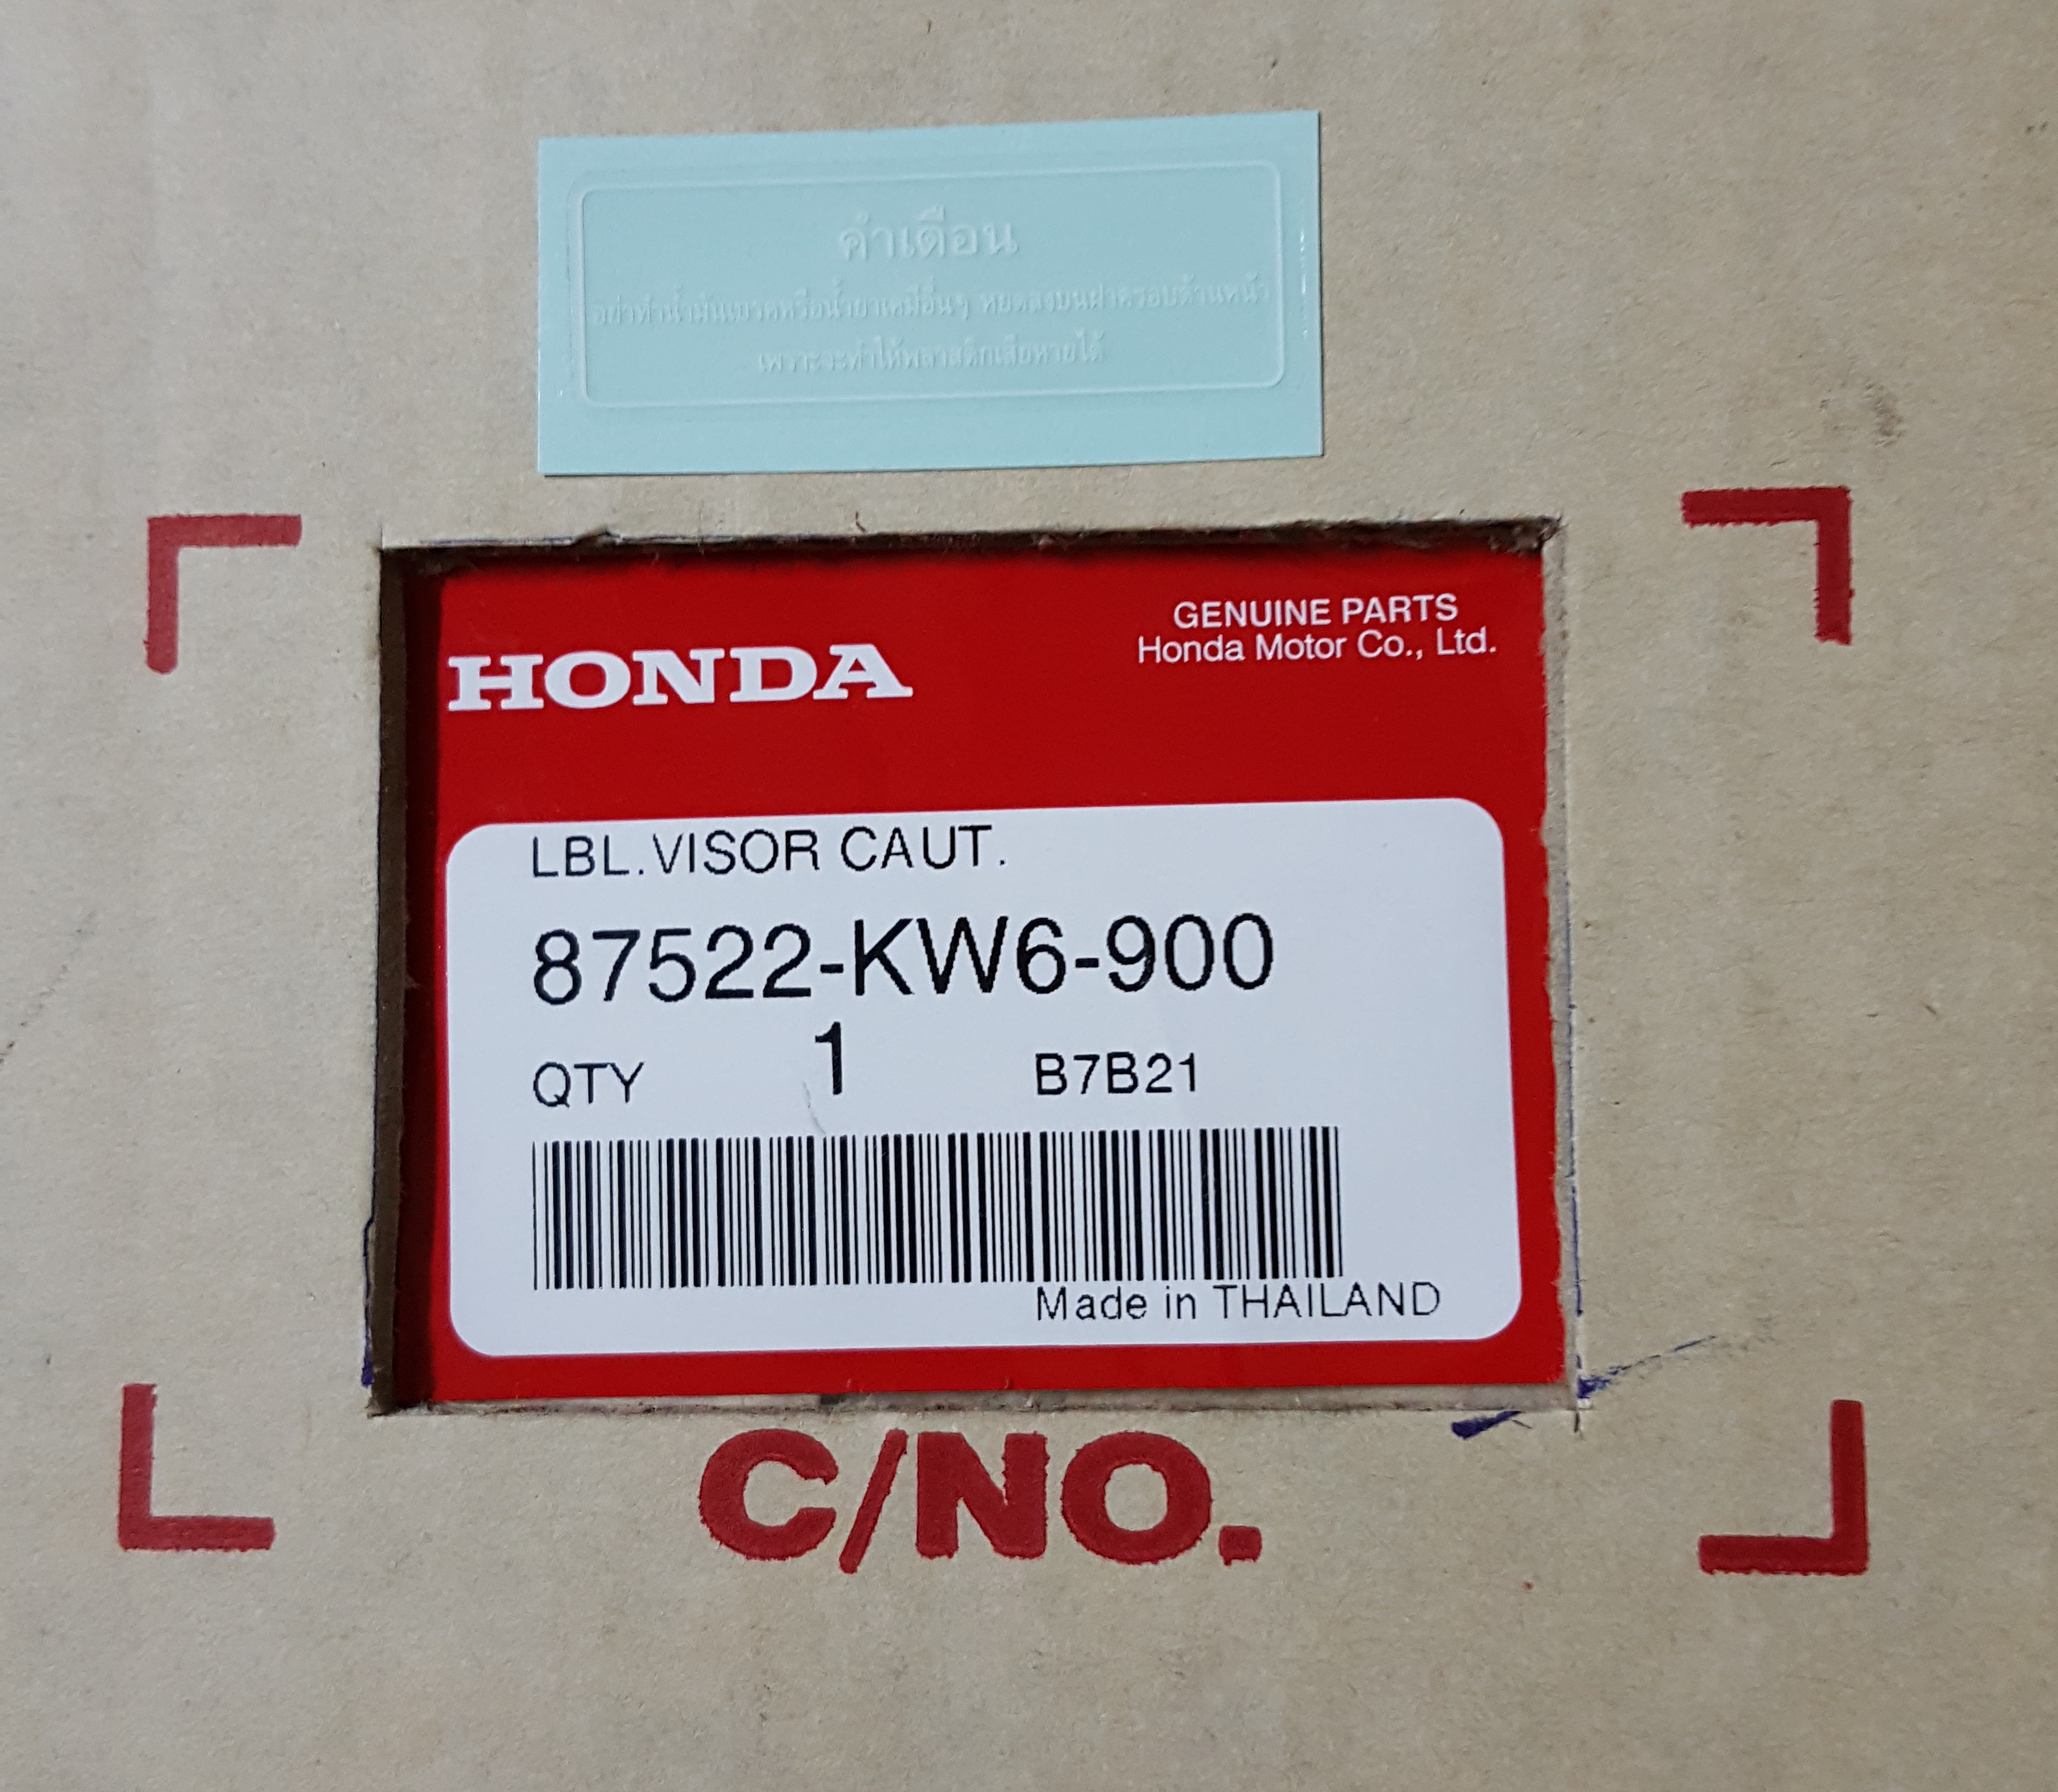 คำเตือน
อย่าทำน้ำมันเบรคหรือน้ำยาเคมีอื่นๆ หยดลงบนฝาครอบด้านหน้า
เพราะจะทำให้พลาสติกเสียหายได้
HONDA
GENUINE PARTS
Honda Motor Co., Ltd.
LBL.VISOR CAUT.
87522-KW6-900
QTY 1 B7B21
Made in THAILAND
C/NO.